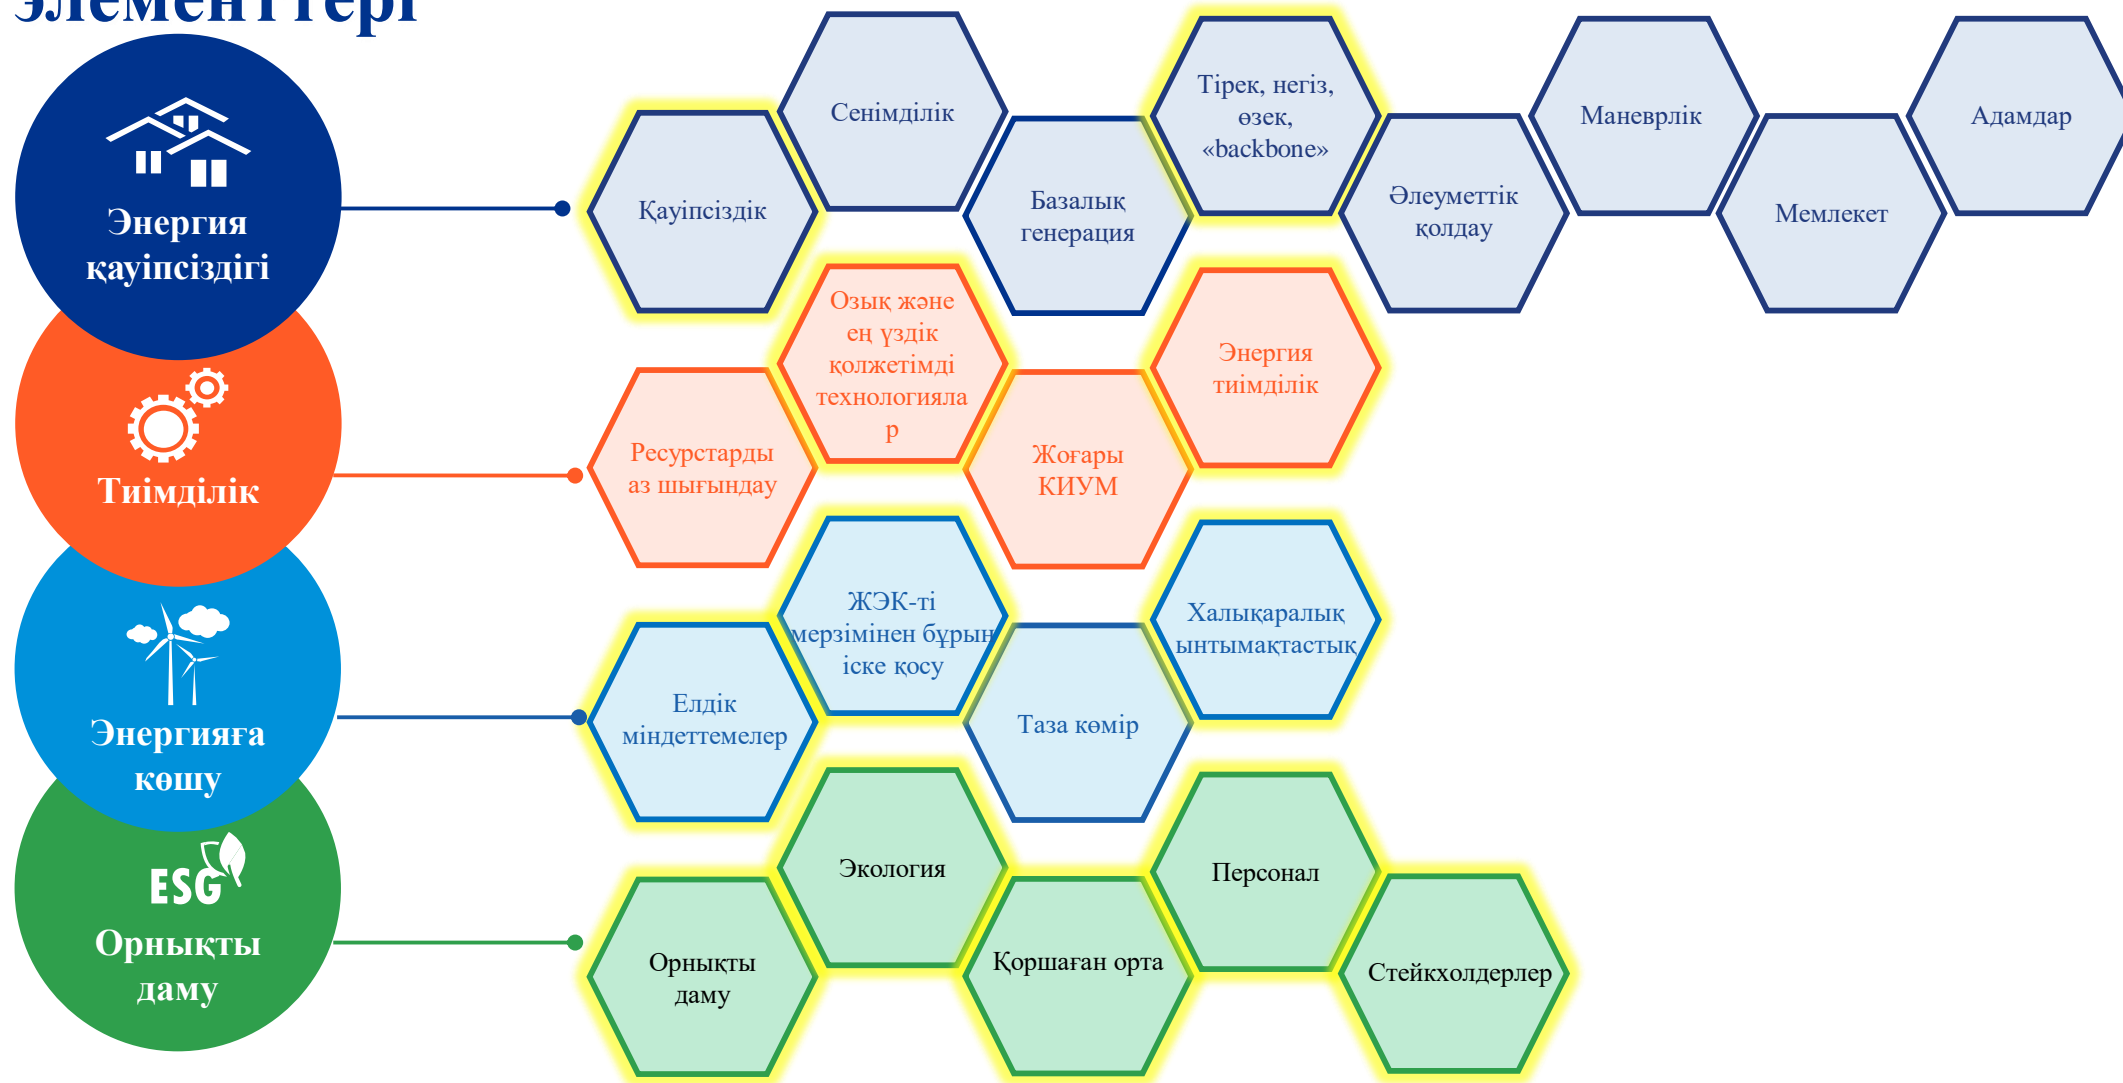 элементтері
Энергия
қауіпсіздігі
Қауіпсіздік
Сенімділік
Базалық
генерация
Тірек, негіз,
өзек,
«backbone»
Әлеуметтік
қолдау
Маневрлік
Мемлекет
Адамдар
Тиімділік
Ресурстарды
аз шығындау
Озық және
ең үздік
қолжетімді
технологияла
р
Жоғары
КИУМ
Энергия
тиімділік
Энергияға
көшу
Елдік
міндеттемелер
ЖЭК-ті
мерзімінен бұрын
іске қосу
Таза көмір
Халықаралық
ынтымақтастық
ESG
Орнықты
даму
Орнықты
даму
Экология
Қоршаған орта
Персонал
Стейкхолдерлер